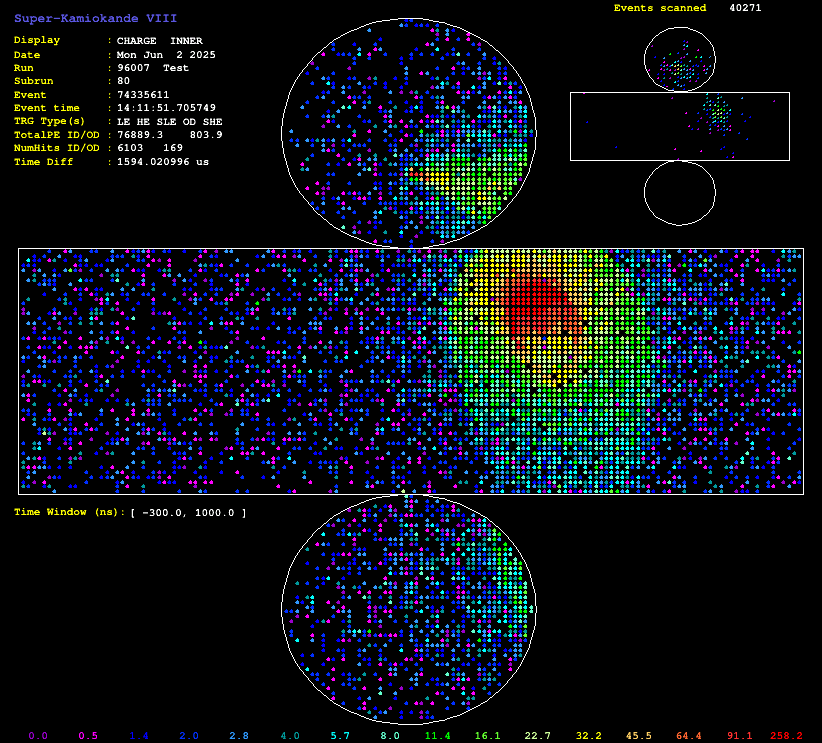 Super-Kamiokande VIII
Display : CHARGE INNER
Date : Mon Jun 2 2025
Run : 96007 Test
Subrun : 80
Event : 74335611
Event time : 14:11:51.705749
TRG Type(s) : LE HE SLE OD SHE
TotalPE ID/OD : 76889.3 803.9
NumHits ID/OD : 6103 169
Time Diff : 1594.020996 us
Events scanned 40271
Time Window (ns): [ -300.0, 1000.0 ]
0.0 0.5 1.4 2.0 2.8 4.0 5.7 8.0 11.4 16.1 22.7 32.2 45.5 64.4 91.1 258.2